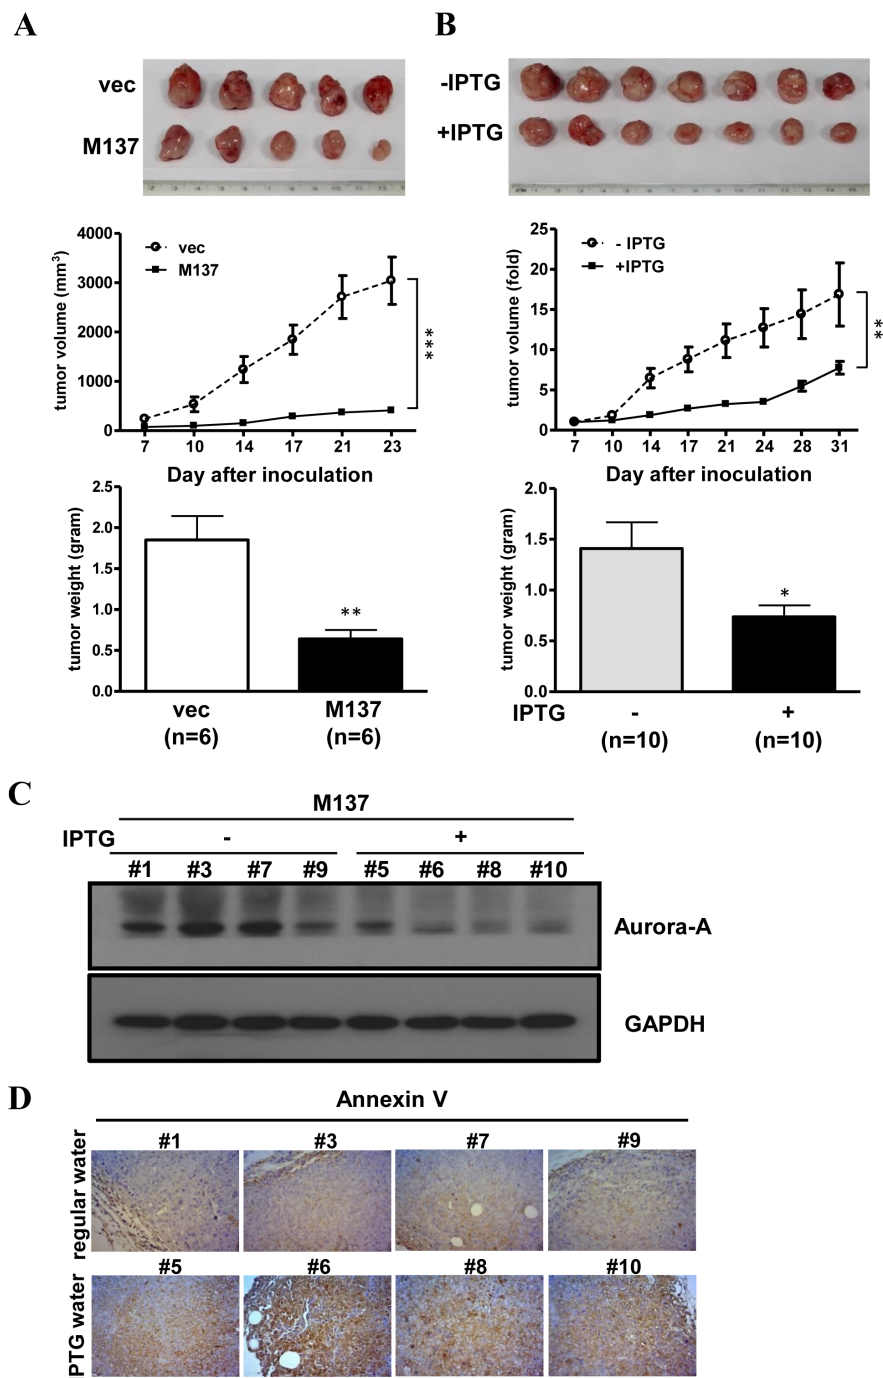 A
vec
M137
4000
3000
2000
1000
0
tumor volume (mm3)
vec
M137
***
7 10 14 17 21 23
Day after inoculation
2.5
2.0
1.5
1.0
0.5
0.0
tumor weight (gram)
**
vec M137
(n=6) (n=6)
B
-IPTG
+IPTG
25
20
15
10
5
0
tumor volume (fold)
- IPTG
+IPTG
**
7 10 14 17 21 24 28 31
Day after inoculation
2.0
1.5
1.0
0.5
0.0
tumor weight (gram)
*
IPTG - +
(n=10) (n=10)
C
M137
IPTG - +
#1 #3 #7 #9 #5 #6 #8 #10
Aurora-A
GAPDH
D
Annexin V
#1 #3 #7 #9
regular water
#5 #6 #8 #10
PTG water